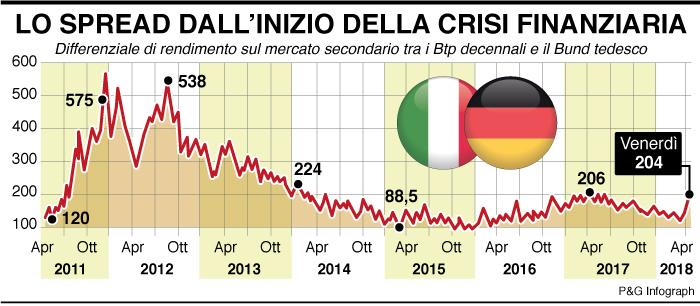 LO SPREAD DALL'INIZIO DELLA CRISI FINANZIARIA
Differenziale di rendimento sul mercato secondario tra i Btp decennali e il Bund tedesco
600
500
400
300
200
100
575
120
538
224
88,5
206
Venerdì
204
Apr Ott Apr Ott Apr Ott Apr Ott Apr Ott Apr Ott Apr Ott Apr
2011 2012 2013 2014 2015 2016 2017 2018
P&G Infograph